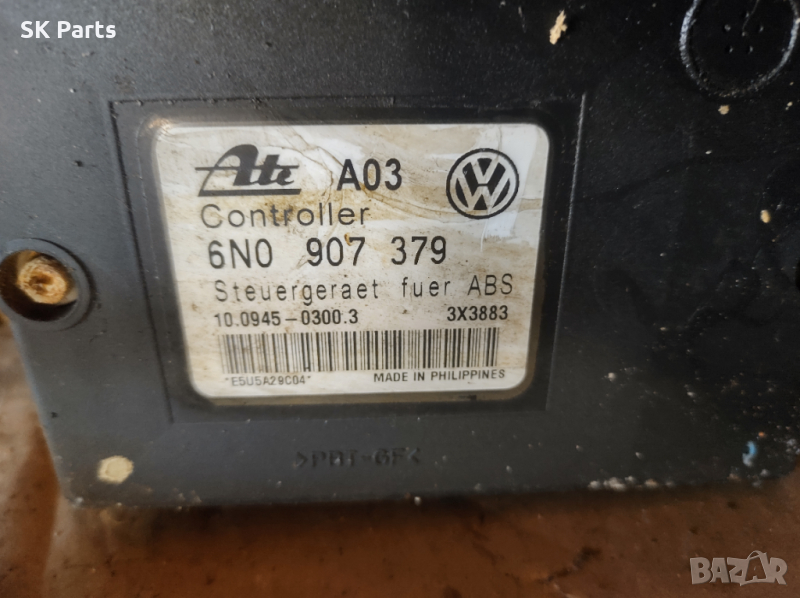 SK Parts
Ate A03
Controller
6N0 907 379
Steuergeraet fuer ABS
10.0945-0300.3 3X3883
*E5U5A29C04* MADE IN PHILIPPINES
>PBT-GF<
BAZAR